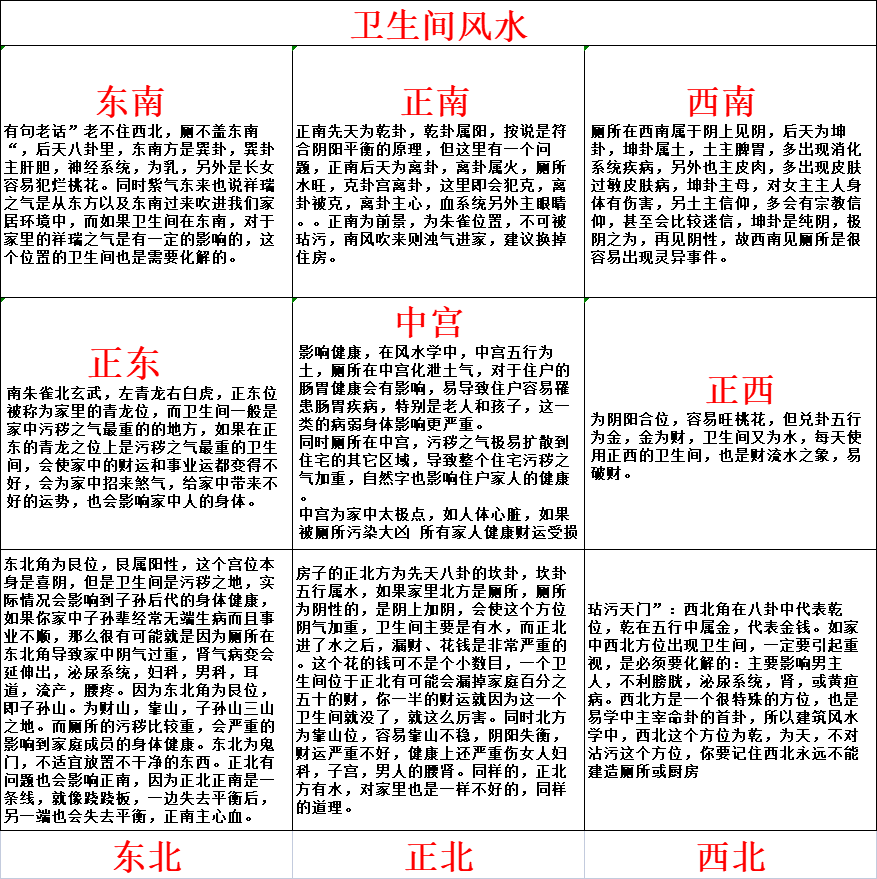 卫生间风水
东南
有句老话”老不住西北，厕不盖东南
“，后天八卦里，东南方是巽卦，巽卦
主肝胆，神经系统，为乳，另外是长女
容易犯烂桃花。同时紫气东来也说祥瑞
之气是从东方以及东南过来吹进我们家
居环境中，而如果卫生间在东南，对于
家里的祥瑞之气是有一定的影响的，这
个位置的卫生间也是需要化解的。
正南
正南先天为乾卦，乾卦属阳，按说是符
合阴阳平衡的原理，但这里有一个问
题，正南后天为离卦，离卦属火，厕所
水旺，克卦宫离卦，这里即会犯克，离
卦被克，离卦主心，血系统另外主眼睛
。。正南为前景，为朱雀位置，不可被
玷污，南风吹来则浊气进家，建议换掉
住房。
西南
厕所在西南属于阴上见阴，后天为坤
卦，坤卦属土，土主脾胃，多出现消化
系统疾病，另外也主皮肉，多出现皮肤
过敏皮肤病，坤卦主母，对女主主人身
体有伤害，另土主信仰，多会有宗教信
仰，甚至会比较迷信，坤卦是纯阴，极
阴之为，再见阴性，故西南见厕所是很
容易出现灵异事件。
正东
南朱雀北玄武，左青龙右白虎，正东位
被称为家里的青龙位，而卫生间一般是
家中污秽之气最重的的地方，如果在正
东的青龙之位上是污秽之气最重的卫生
间，会使家中的财运和事业运都变得不
好，会为家中招来煞气，给家中带来不
好的运势，也会影响家中人的身体。
中宫
影响健康，在风水学中，中宫五行为
土，厕所在中宫化泄土气，对于住户的
肠胃健康会有影响，易导致住户容易罹
患肠胃疾病，特别是老人和孩子，这一
类的病弱身体影响更严重。
同时厕所在中宫，污秽之气极易扩散到
住宅的其它区域，导致整个住宅污秽之
气加重，自然字也影响住户家人的健康
。
中宫为家中太极点，如人体心脏，如果
被厕所污染大凶 所有家人健康财运受损
正西
为阴阳合位，容易旺桃花，但兑卦五行
为金，金为财，卫生间又为水，每天使
用正西的卫生间，也是财流水之象，易
破财。
东北角为艮位，艮属阳性，这个宫位本
身是喜阴，但是卫生间是污秽之地，实
际情况会影响到子孙后代的身体健康，
如果你家中子孙辈经常无端生病而且事
业不顺，那么很有可能就是因为厕所在
东北角导致家中阴气过重，肾气病变会
延伸出，泌尿系统，妇科，男科，耳
道，流产，腰疼。因为东北角为艮位，
即子孙山。为财山，靠山，子孙山三山
之地。而厕所的污秽比较重，会严重的
影响到家庭成员的身体健康。东北为鬼
门，不适宜放置不干净的东西。正北有
问题也会影响正南，因为正北正南是一
条线，就像跷跷板，一边失去平衡后，
另一端也会失去平衡，正南主心血。
房子的正北方为先天八卦的坎卦，坎卦
五行属水，如果家里北方是厕所，厕所
为阴性的，是阴上加阴，会使这个方位
阴气加重，卫生间主要是有水，而正北
进了水之后，漏财、花钱是非常严重的
。这个花的钱可不是个小数目，一个卫
生间位于正北有可能会漏掉家庭百分之
五十的财，你一半的财运就因为这一个
卫生间就没了，就这么厉害。同时北方
为靠山位，容易靠山不稳，阴阳失衡，
财运严重不好，健康上还严重伤女人妇
科，子宫，男人的腰肾。同样的，正北
方有水，对家里也是一样不好的，同样
的道理。
玷污天门”：西北角在八卦中代表乾
位，乾在五行中属金，代表金钱。如家
中西北方位出现卫生间，一定要引起重
视，是必须要化解的：主要影响男主
人，不利膀胱，泌尿系统，肾，或黄疸
病。西北方是一个很特殊的方位，也是
易学中主宰命卦的首卦，所以建筑风水
学中，西北这个方位为乾，为天，不对
沾污这个方位，你要记住西北永远不能
建造厕所或厨房
东北
正北
西北